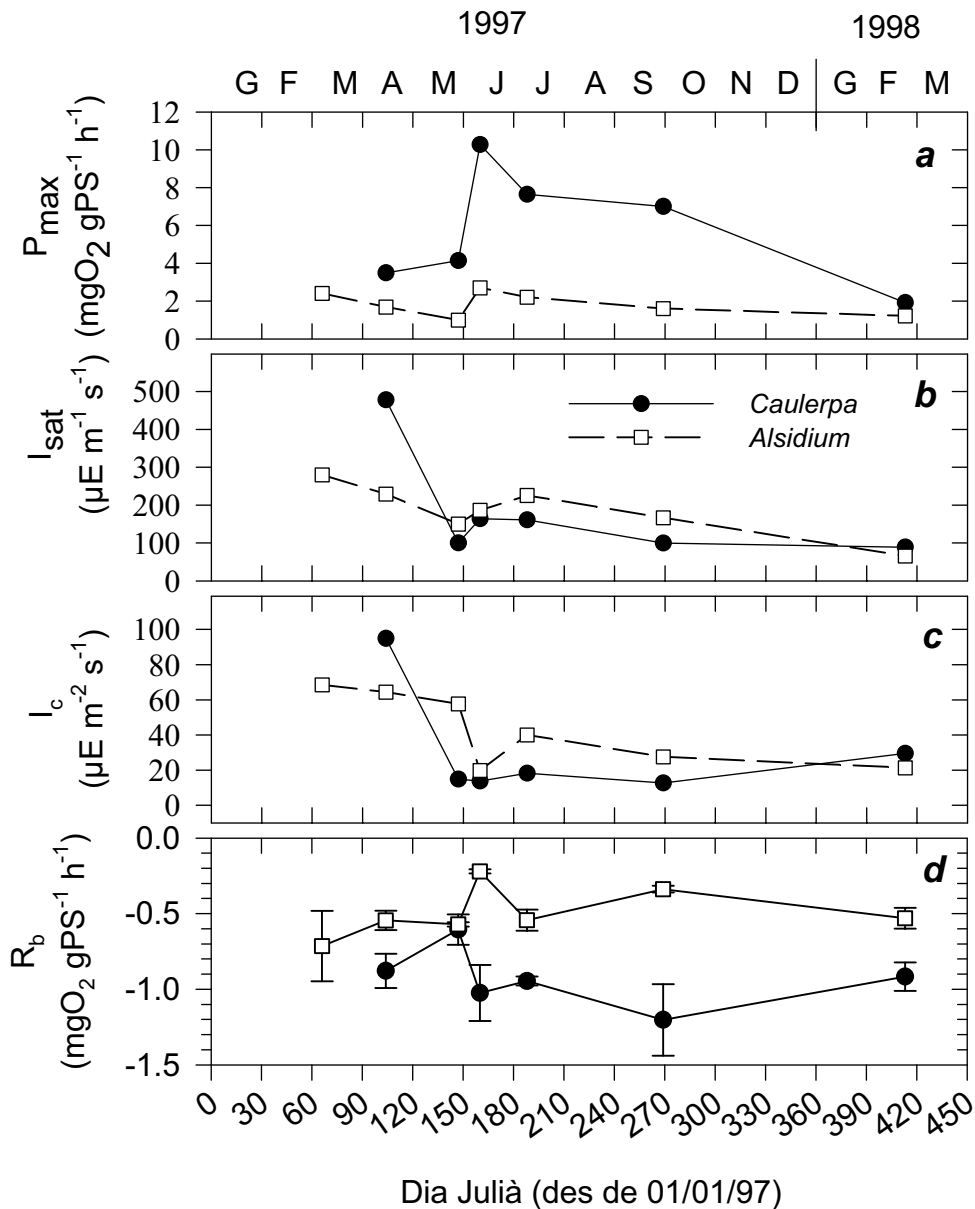 1997 1998
G F M A M J J A S O N D G F M
a
P_max
(mgO₂ gPS⁻¹ h⁻¹)
12
10
8
6
4
2
0
b
I_sat
(µE m⁻¹ s⁻¹)
500
400
300
200
100
0
Caulerpa
Alsidium
c
I_c
(µE m⁻² s⁻¹)
100
80
60
40
20
0
d
R_b
(mgO₂ gPS⁻¹ h⁻¹)
0.0
-0.5
-1.0
-1.5
0 30 60 90 120 150 180 210 240 270 300 330 360 390 420 450
Dia Julià (des de 01/01/97)